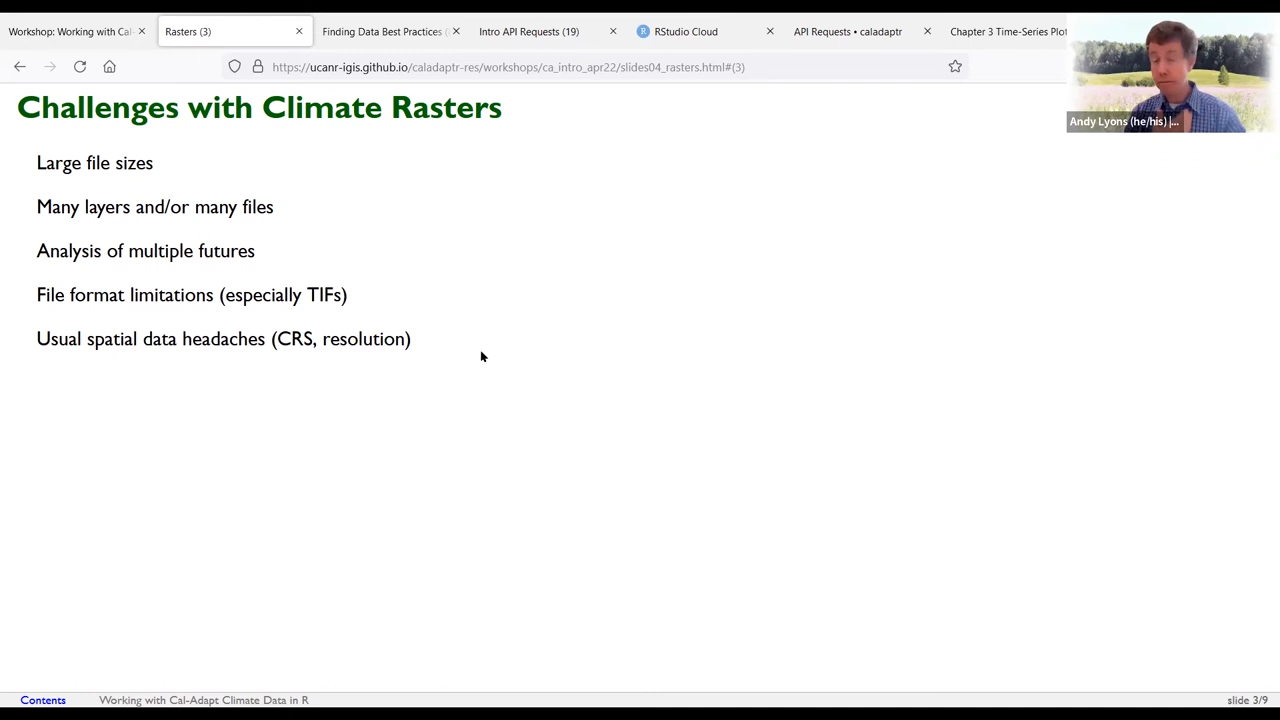 Workshop: Working with Cal-
Rasters (3)
Finding Data Best Practices (
Intro API Requests (19)
RStudio Cloud
API Requests • caladaptr
Chapter 3 Time-Series Plot
https://ucanr-igis.github.io/caladaptr-res/workshops/ca_intro_apr22/slides04_rasters.html#(3)
Andy Lyons (he/his) |...
Challenges with Climate Rasters
Large file sizes
Many layers and/or many files
Analysis of multiple futures
File format limitations (especially TIFs)
Usual spatial data headaches (CRS, resolution)
Contents
Working with Cal-Adapt Climate Data in R
slide 3/9